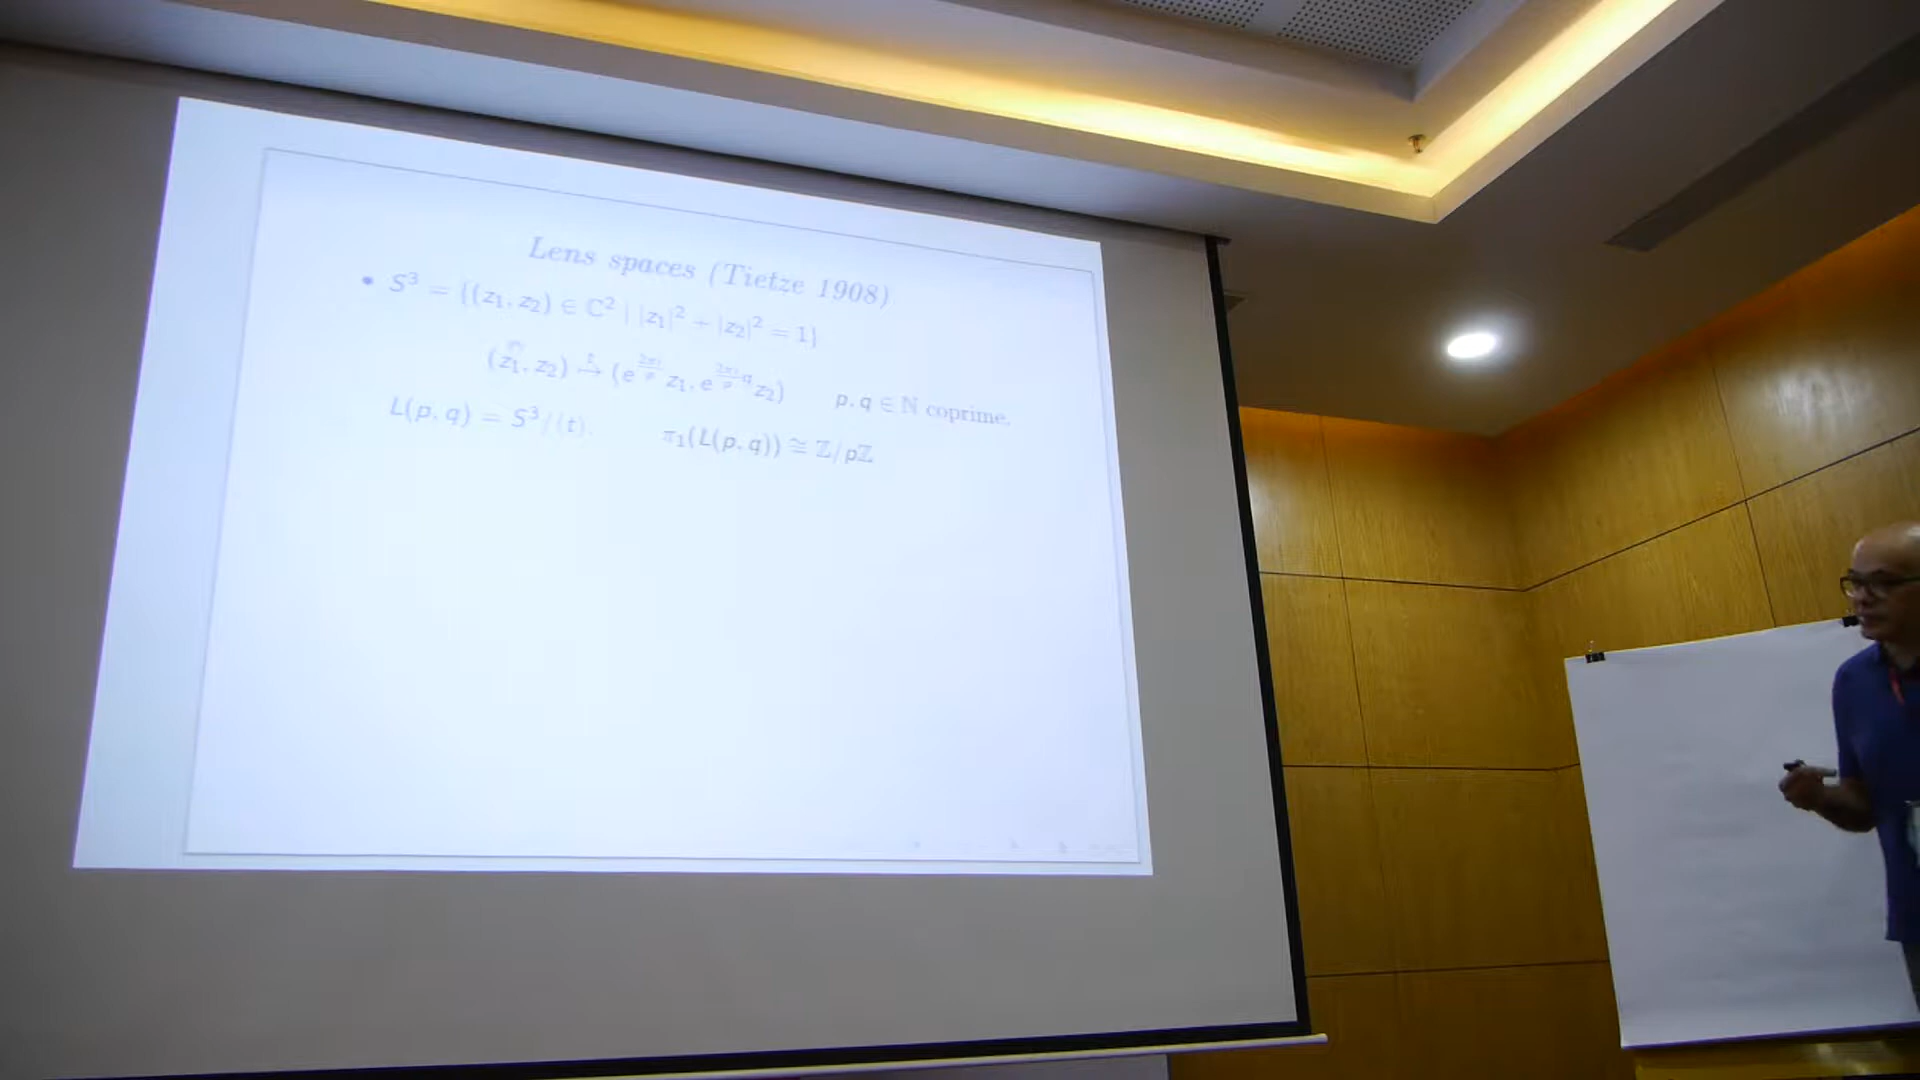 Lens spaces (Tietze 1908)
• S³ = {(z₁, z₂) ∈ ℂ² | |z₁|² + |z₂|² = 1}
(z₁, z₂) ↦ᵗ (e^{2πi/p} z₁, e^{2πi/p q} z₂) p, q ∈ ℕ coprime.
L(p, q) = S³/⟨t⟩. π₁(L(p, q)) ≅ ℤ/pℤ